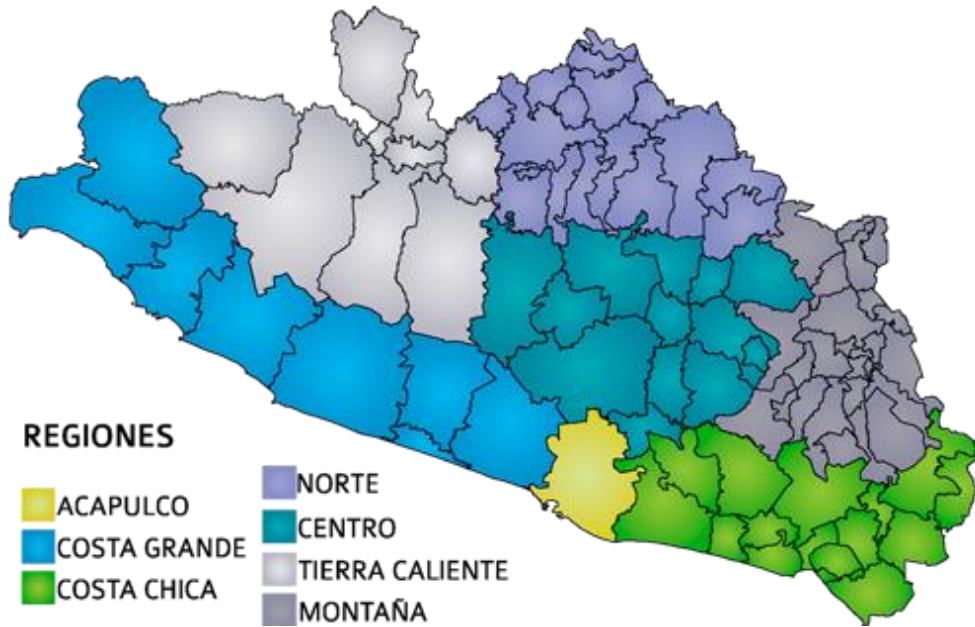 REGIONES
ACAPULCO
COSTA GRANDE
COSTA CHICA
NORTE
CENTRO
TIERRA CALIENTE
MONTAÑA